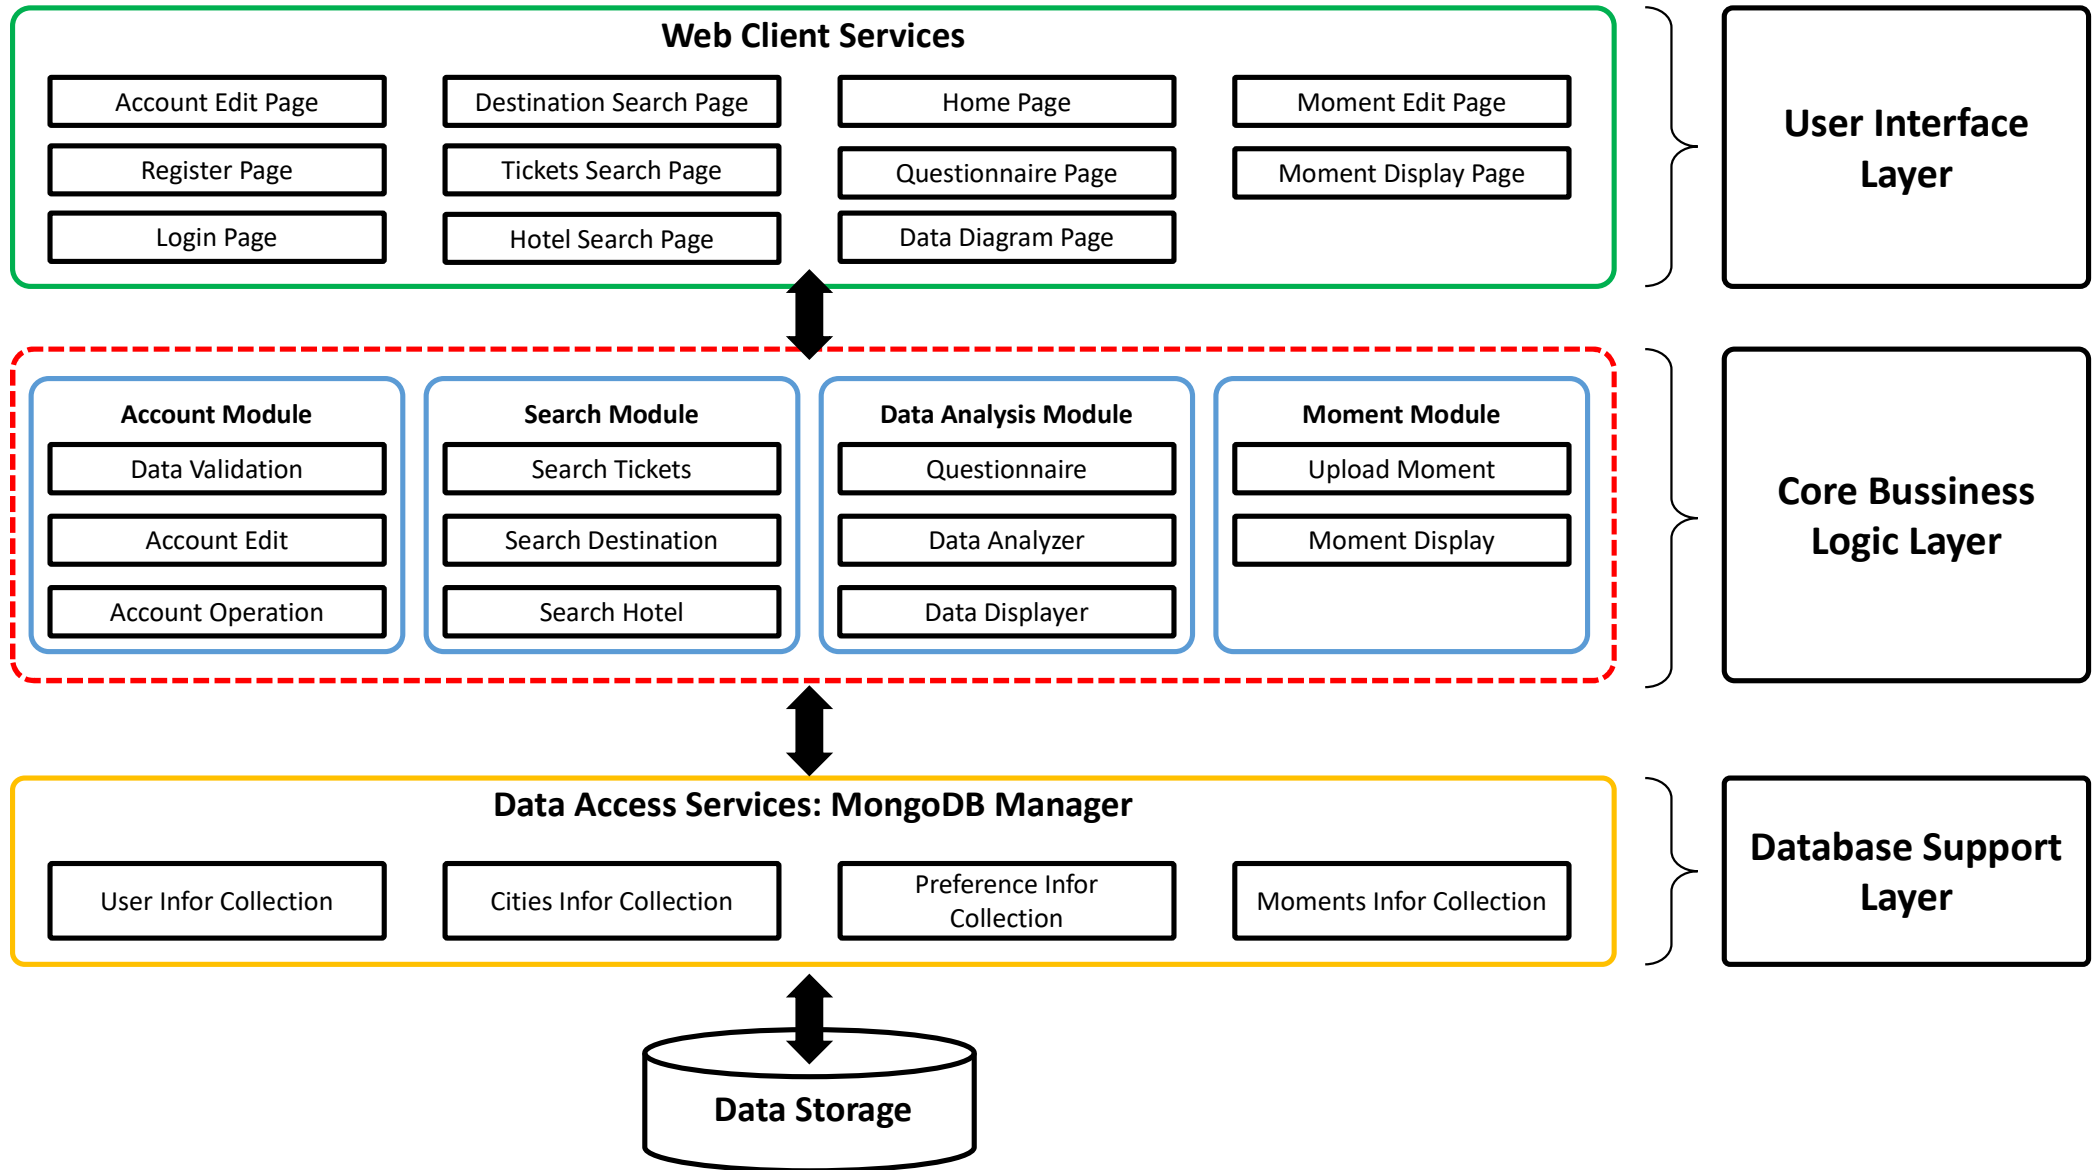 Web Client Services
Account Edit Page
Destination Search Page
Home Page
Moment Edit Page
Register Page
Tickets Search Page
Questionnaire Page
Moment Display Page
Login Page
Hotel Search Page
Data Diagram Page
User Interface
Layer
Account Module
Data Validation
Account Edit
Account Operation
Search Module
Search Tickets
Search Destination
Search Hotel
Data Analysis Module
Questionnaire
Data Analyzer
Data Displayer
Moment Module
Upload Moment
Moment Display
Core Bussiness
Logic Layer
Data Access Services: MongoDB Manager
User Infor Collection
Cities Infor Collection
Preference Infor
Collection
Moments Infor Collection
Database Support
Layer
Data Storage